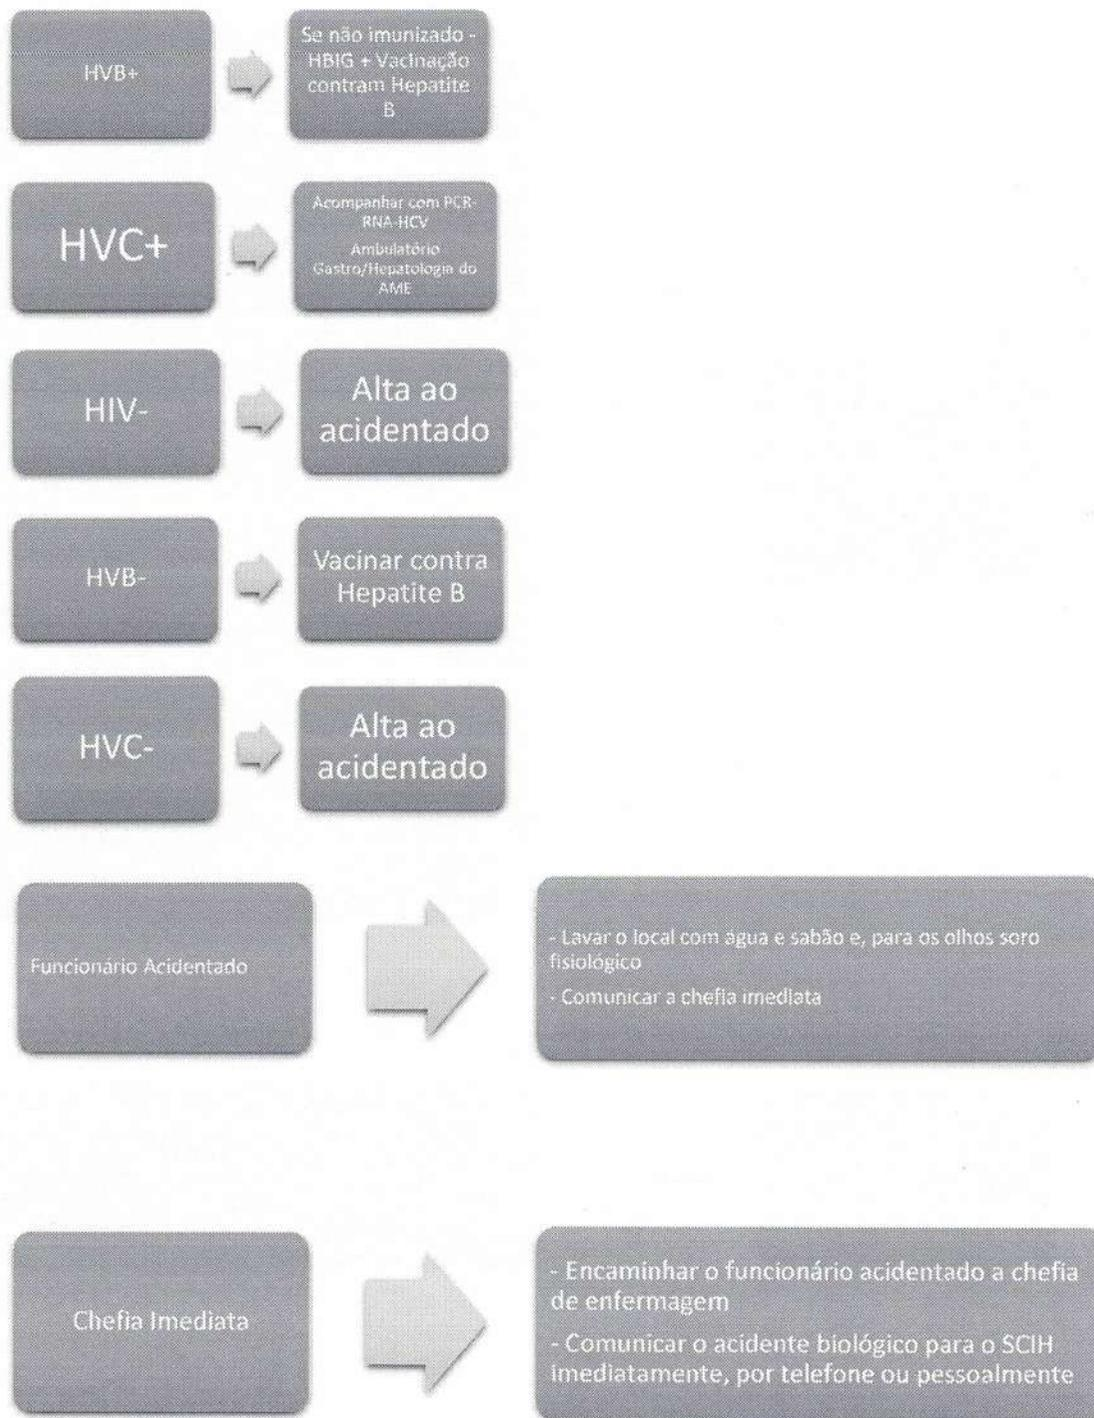 HVB+
Se não imunizado -
HBIG + Vacinação
contram Hepatite
B
HVC+
Acompanhar com PCR-
RNA-HCV
Ambulatório
Gastro/Hepatologia do
AME
HIV-
Alta ao
acidentado
HVB-
Vacinar contra
Hepatite B
HVC-
Alta ao
acidentado
Funcionário Acidentado
- Lavar o local com água e sabão e, para os olhos soro
fisiológico
- Comunicar a chefia imediata
Chefia Imediata
- Encaminhar o funcionário acidentado a chefia
de enfermagem
- Comunicar o acidente biológico para o SCIH
imediatamente, por telefone ou pessoalmente